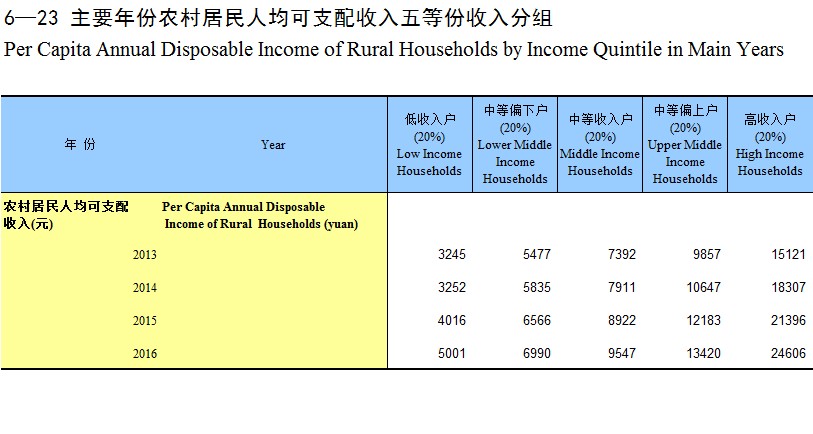 6—23 主要年份农村居民人均可支配收入五等份收入分组
Per Capita Annual Disposable Income of Rural Households by Income Quintile in Main Years
年 份 Year
低收入户
(20%)
Low Income
Households
中等偏下户
(20%)
Lower Middle
Income
Households
中等收入户
(20%)
Middle Income
Households
中等偏上户
(20%)
Upper Middle
Income
Households
高收入户
(20%)
High Income
Households
农村居民人均可支配
收入(元)
Per Capita Annual Disposable
Income of Rural Households (yuan)
2013 3245 5477 7392 9857 15121
2014 3252 5835 7911 10647 18307
2015 4016 6566 8922 12183 21396
2016 5001 6990 9547 13420 24606